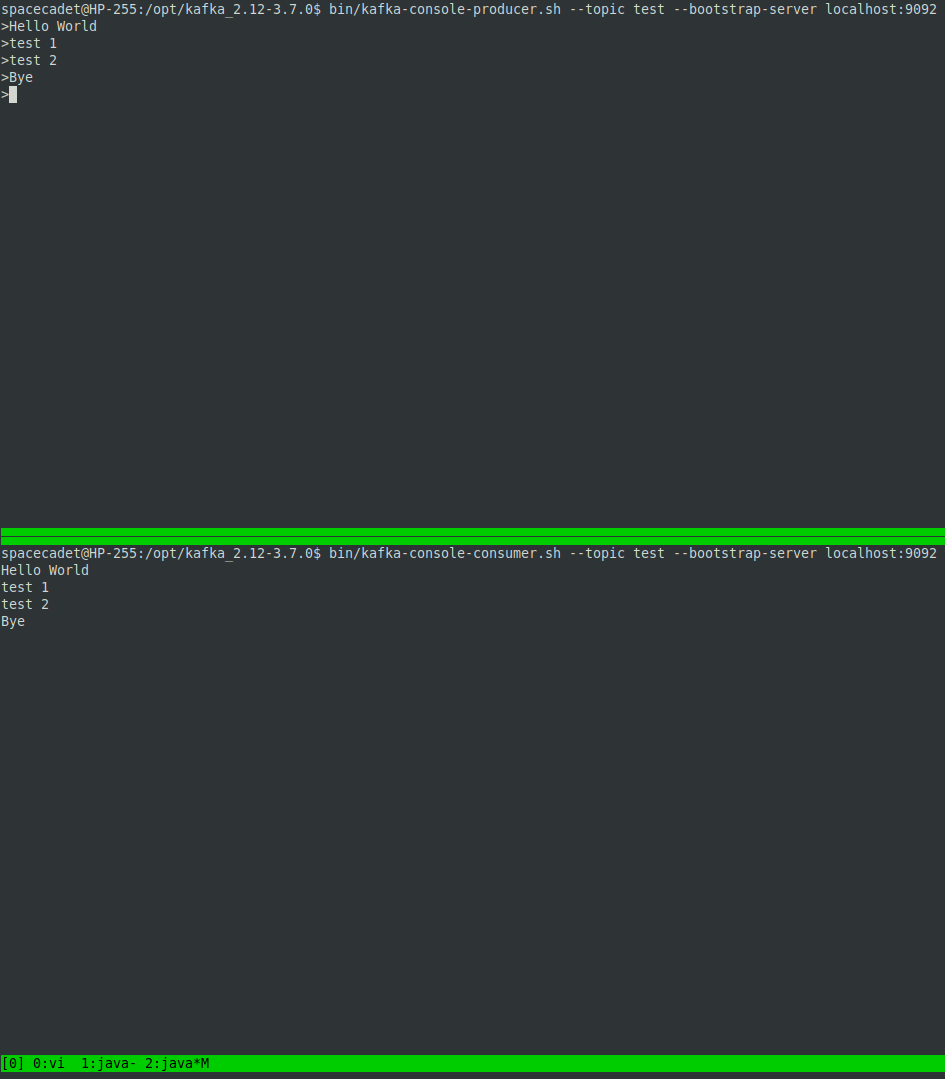 spacecadet@HP-255:/opt/kafka_2.12-3.7.0$ bin/kafka-console-producer.sh --topic test --bootstrap-server localhost:9092
>Hello World
>test 1
>test 2
>Bye
>
spacecadet@HP-255:/opt/kafka_2.12-3.7.0$ bin/kafka-console-consumer.sh --topic test --bootstrap-server localhost:9092
Hello World
test 1
test 2
Bye
[0] 0:vi  1:java- 2:java*M